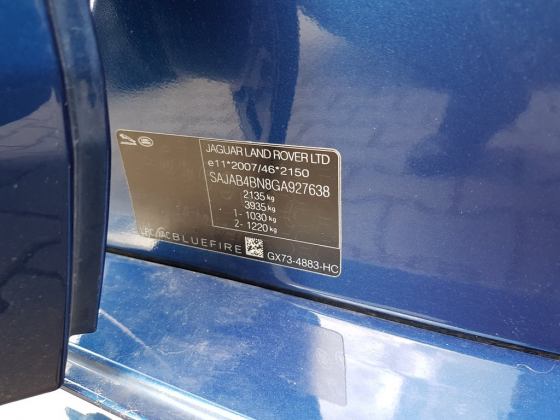 JAGUAR LAND ROVER LTD
e11*2007/46*2150
SAJAB4BN8GA927638
2135 kg
3935 kg
1- 1030 kg
2- 1220 kg
BLUEFIRE
GX73-4883-HC